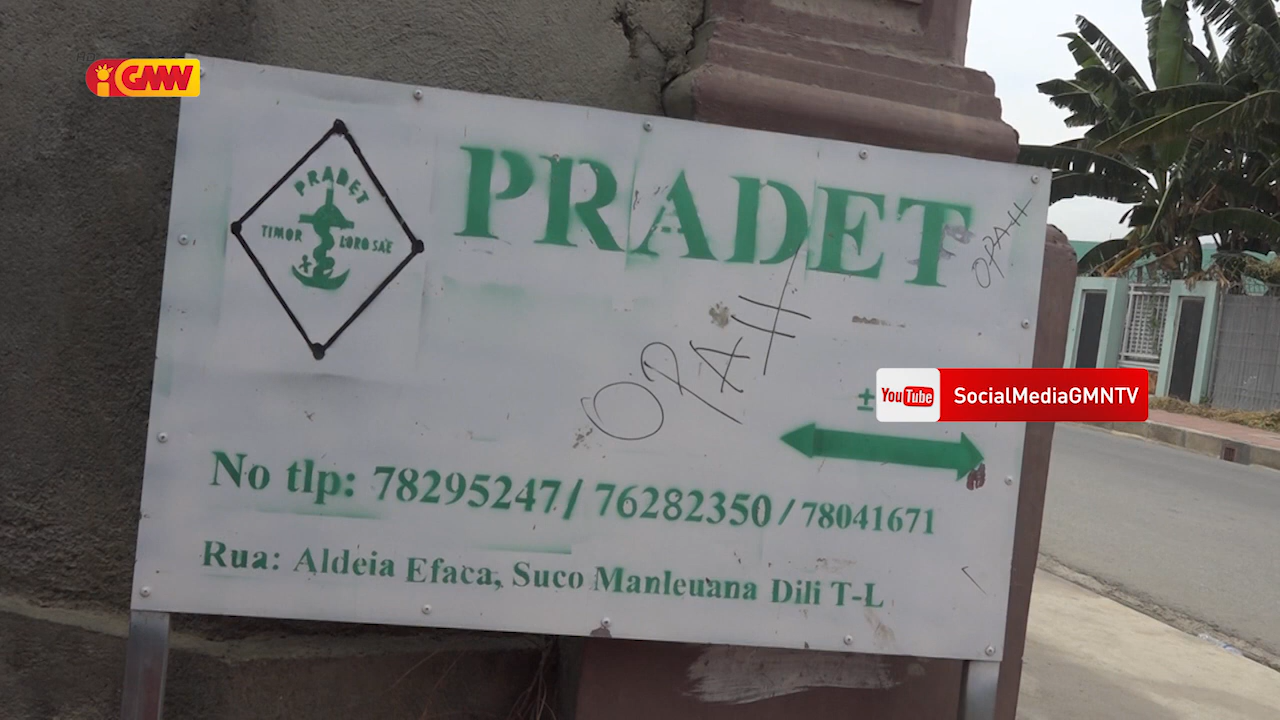 GMN
PRADET
TIMOR LORO SAE
PRADET
OPAH
OPAH
±
YouTube SocialMediaGMNTV
No tlp: 78295247/ 76282350 / 78041671
Rua: Aldeia Efaca, Suco Manleuana Dili T-L